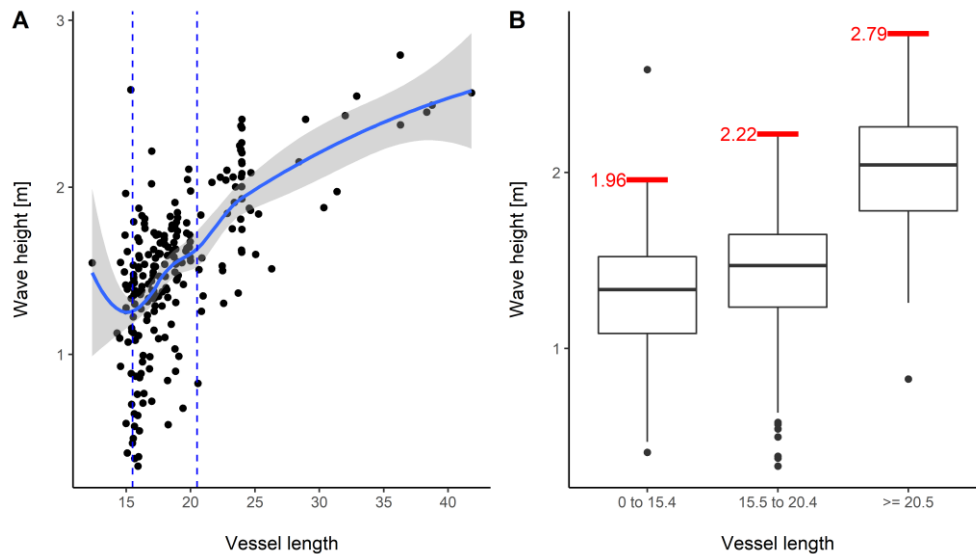 A
Wave height [m]
3
2
1
15 20 25 30 35 40
Vessel length
B
Wave height [m]
2
1
1.96
2.22
2.79
0 to 15.4 15.5 to 20.4 >= 20.5
Vessel length